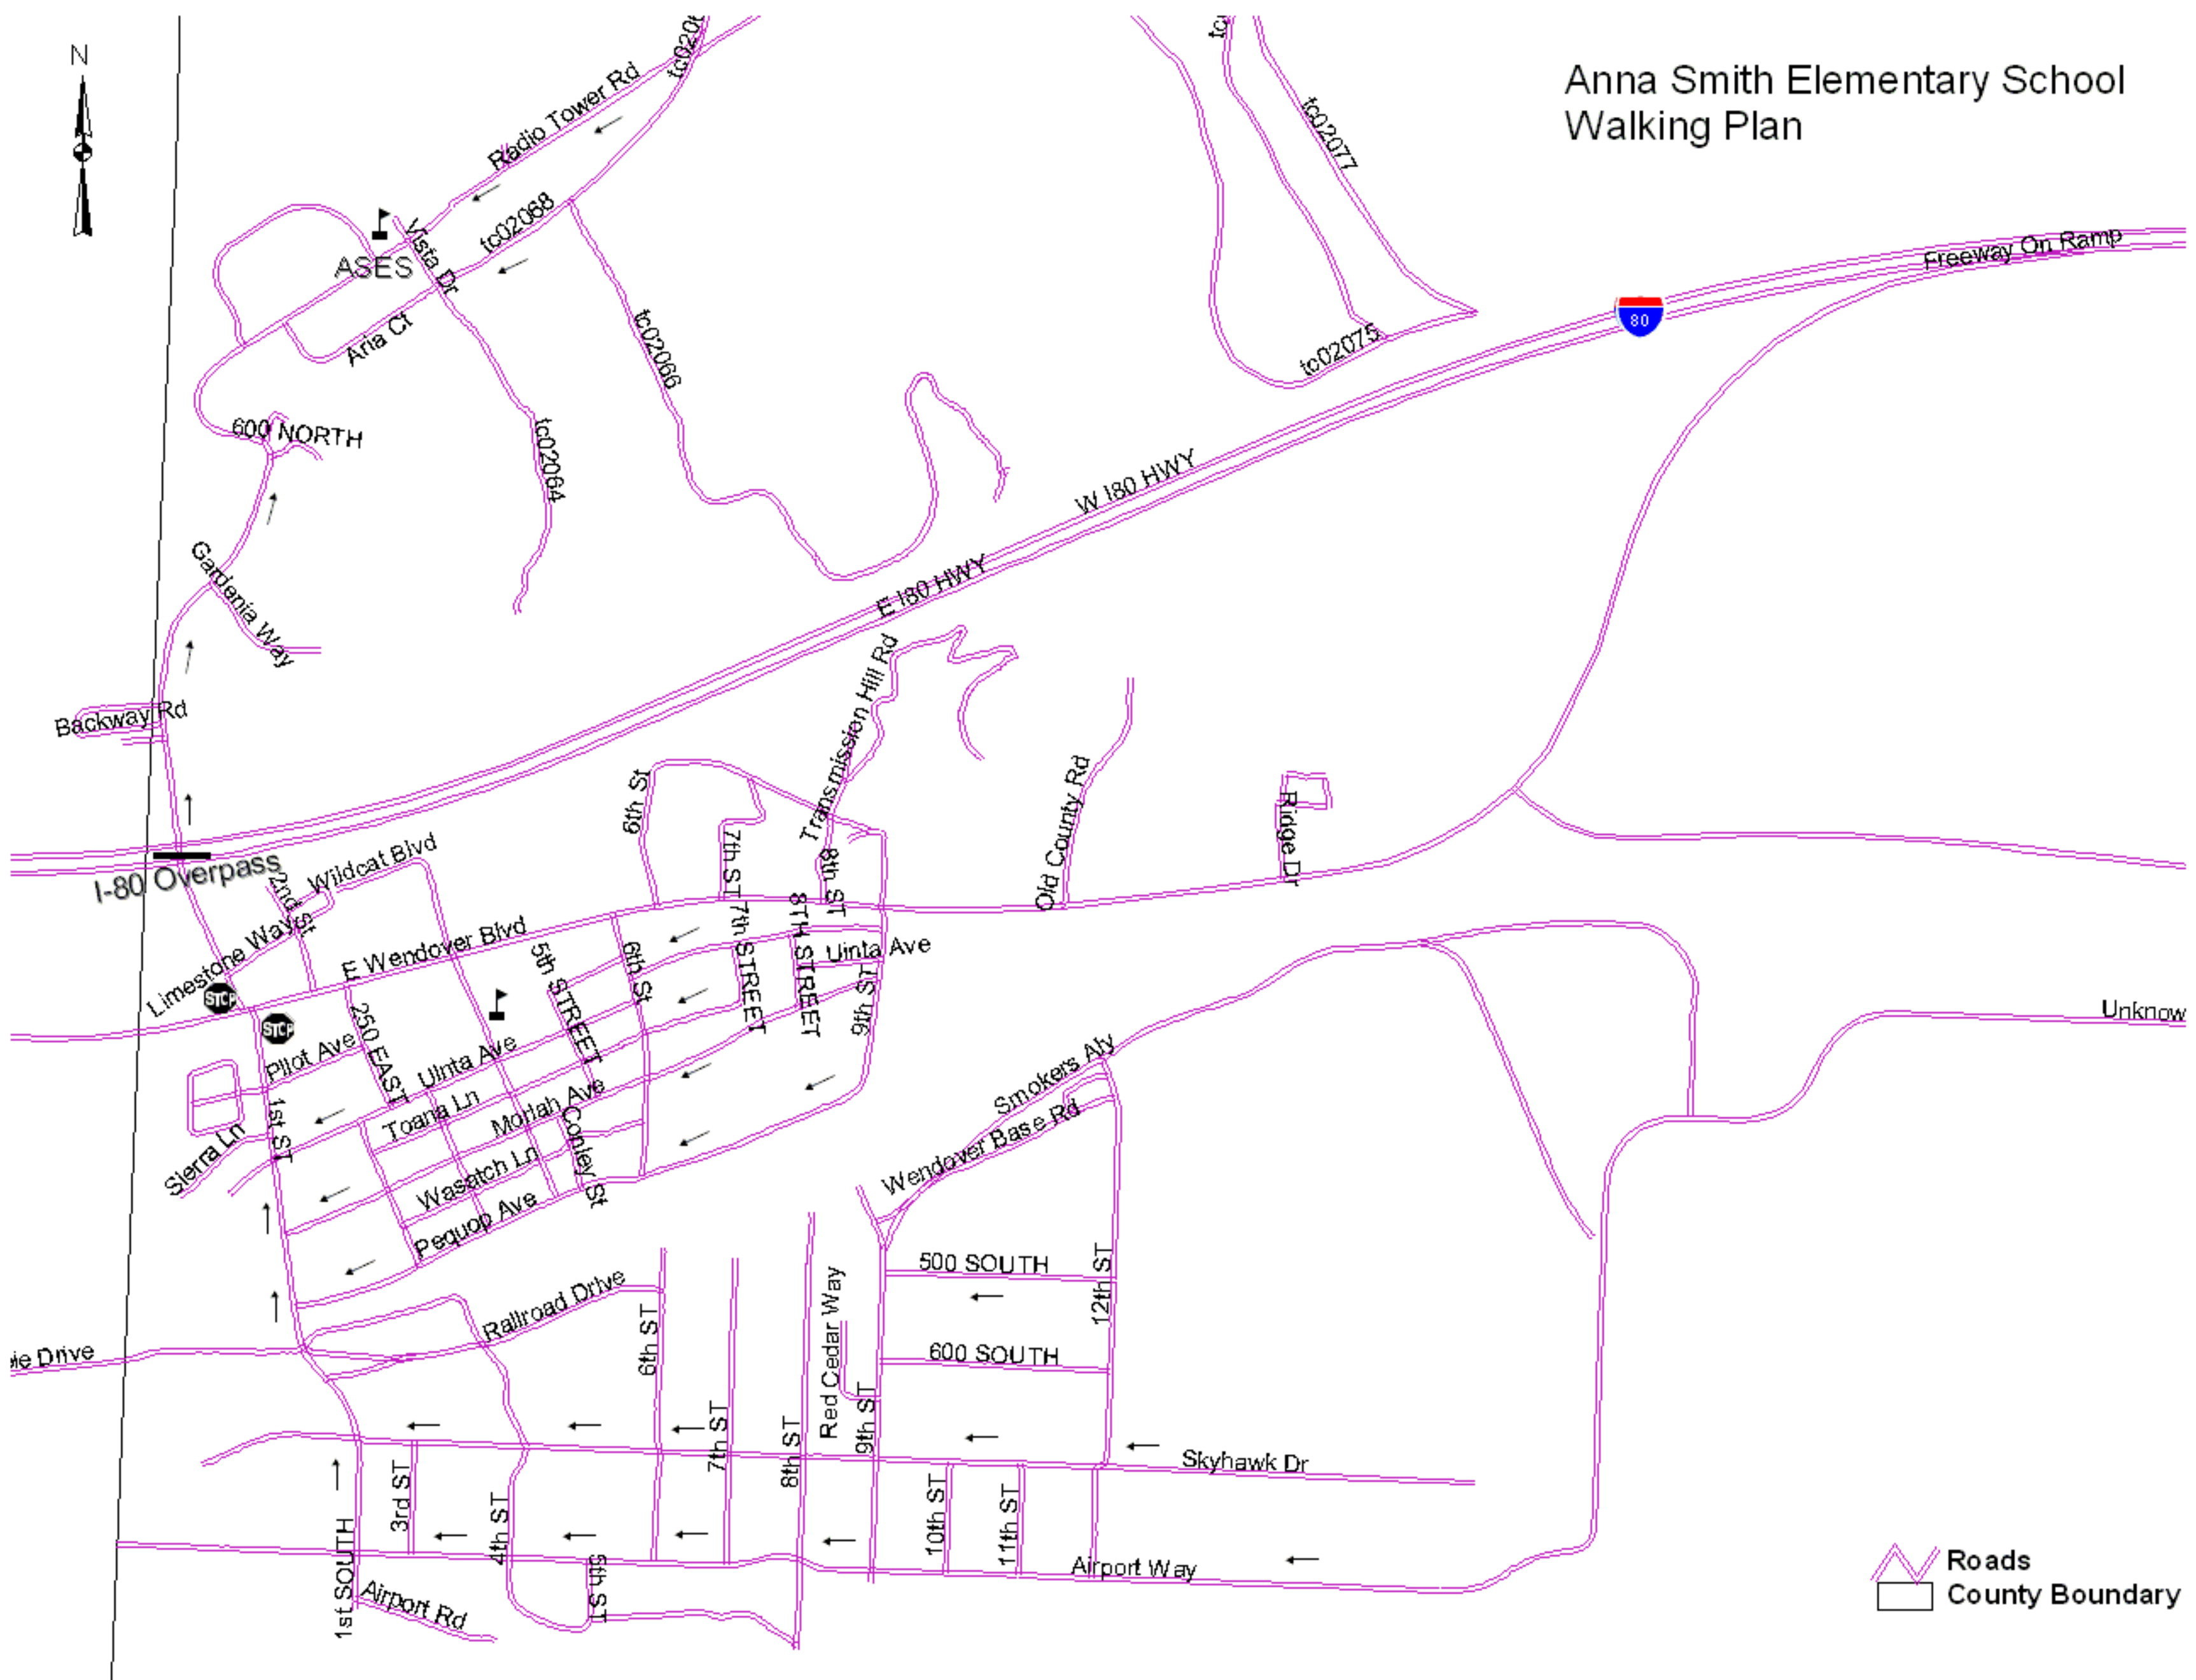 N
Anna Smith Elementary School
Walking Plan
Radio Tower Rd
tc02077
Vista Dr
tc02068
ASES
Freeway On Ramp
80
Aria Ct
tc02066
tc02075
600 NORTH
tc02064
W I80 HWY
Gardenia Way
E I80 HWY
Transmission Hill Rd
Backway Rd
6th St
Old County Rd
Ridge Dr
I-80 Overpass
Wildcat Blvd
2nd St
7th ST
8th ST
Limestone Way
E Wendover Blvd
5th STREET
6th St
7th STREET
8TH STREET
Uinta Ave
9th ST
STOP
STOP
Unknow
Pilot Ave
250 EAST
Uinta Ave
Toana Ln
Moriah Ave
Smokers Aly
Wendover Base Rd
1st ST
Sierra Ln
Wasatch Ln
Conley St
Pequop Ave
500 SOUTH
12th ST
Railroad Drive
6th ST
Red Cedar Way
600 SOUTH
ie Drive
7th ST
8th ST
9th ST
Skyhawk Dr
3rd ST
4th ST
10th ST
11th ST
1st SOUTH
Airport Rd
5th ST
Airport Way
Roads
County Boundary